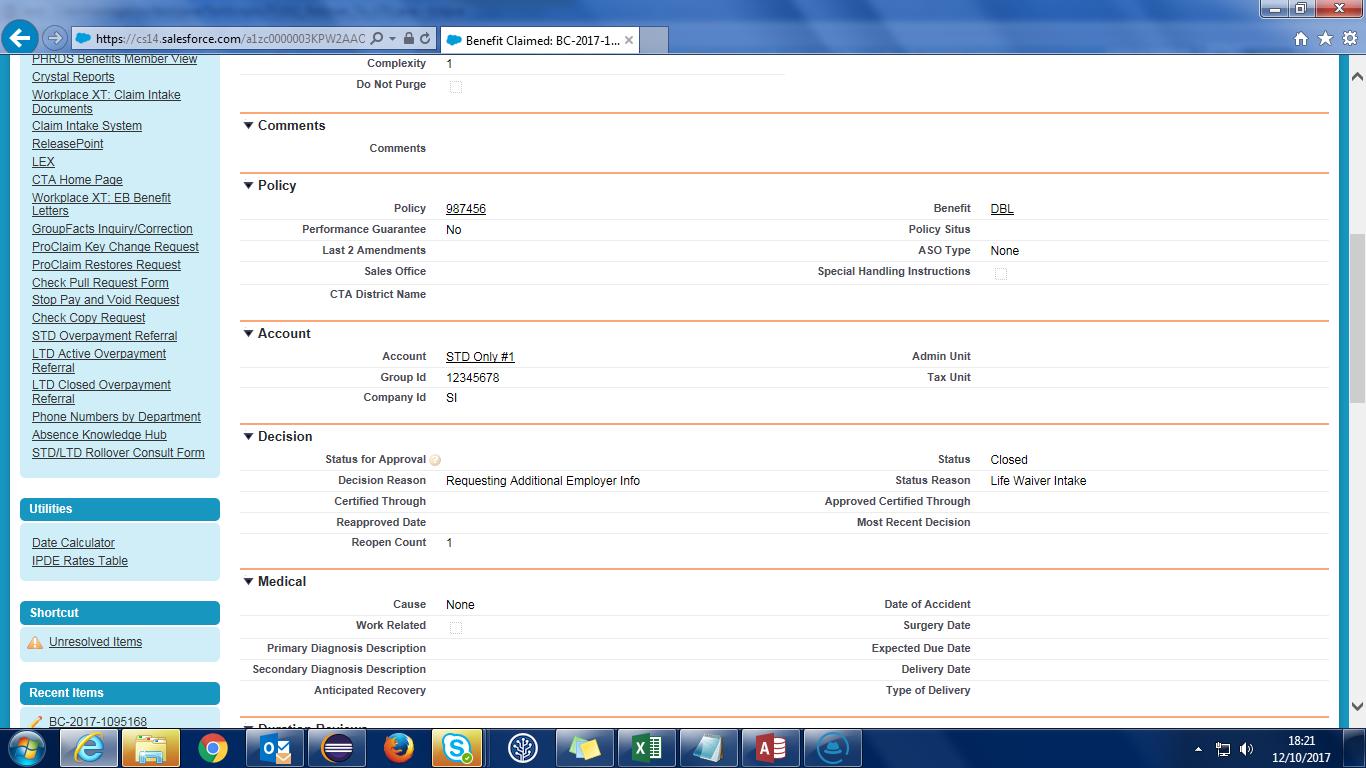 https://cs14.salesforce.com/a1zc0000003KPW2AAC
Benefit Claimed: BC-2017-1...
PHRDS Benefits Member View
Crystal Reports
Workplace XT: Claim Intake
Documents
Claim Intake System
ReleasePoint
LEX
CTA Home Page
Workplace XT: EB Benefit
Letters
GroupFacts Inquiry/Correction
ProClaim Key Change Request
ProClaim Restores Request
Check Pull Request Form
Stop Pay and Void Request
Check Copy Request
STD Overpayment Referral
LTD Active Overpayment
Referral
LTD Closed Overpayment
Referral
Phone Numbers by Department
Absence Knowledge Hub
STD/LTD Rollover Consult Form
Utilities
Date Calculator
IPDE Rates Table
Shortcut
Unresolved Items
Recent Items
BC-2017-1095168
Complexity 1
Do Not Purge
Comments
Comments
Policy
Policy 987456 Benefit DBL
Performance Guarantee No Policy Situs
Last 2 Amendments ASO Type None
Sales Office Special Handling Instructions
CTA District Name
Account
Account STD Only #1 Admin Unit
Group Id 12345678 Tax Unit
Company Id SI
Decision
Status for Approval Status Closed
Decision Reason Requesting Additional Employer Info Status Reason Life Waiver Intake
Certified Through Approved Certified Through
Reapproved Date Most Recent Decision
Reopen Count 1
Medical
Cause None Date of Accident
Work Related Surgery Date
Primary Diagnosis Description Expected Due Date
Secondary Diagnosis Description Delivery Date
Anticipated Recovery Type of Delivery
Duration Reviews
18:21
12/10/2017